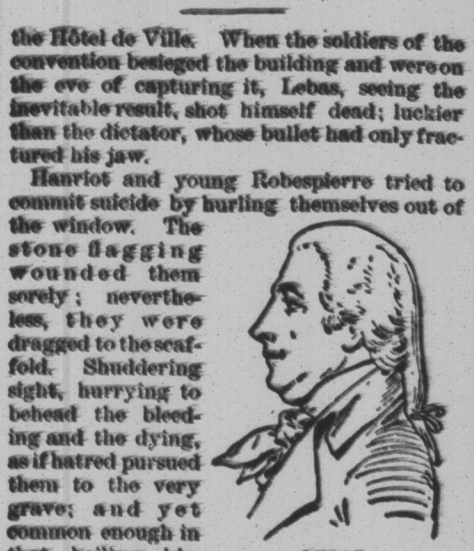 the Hôtel de Ville. When the soldiers of the
convention besieged the building and were on
the eve of capturing it, Lebas, seeing the
inevitable result, shot himself dead; luckier
than the dictator, whose bullet had only frac-
tured his jaw.
Hanriot and young Robespierre tried to
commit suicide by hurling themselves out of
the window. The
stone flagging
wounded them
sorely; neverthe-
less, they were
dragged to the scaf-
fold. Shuddering
sight, hurrying to
behead the bleed-
ing and the dying,
as if hatred pursued
them to the very
grave; and yet
common enough in